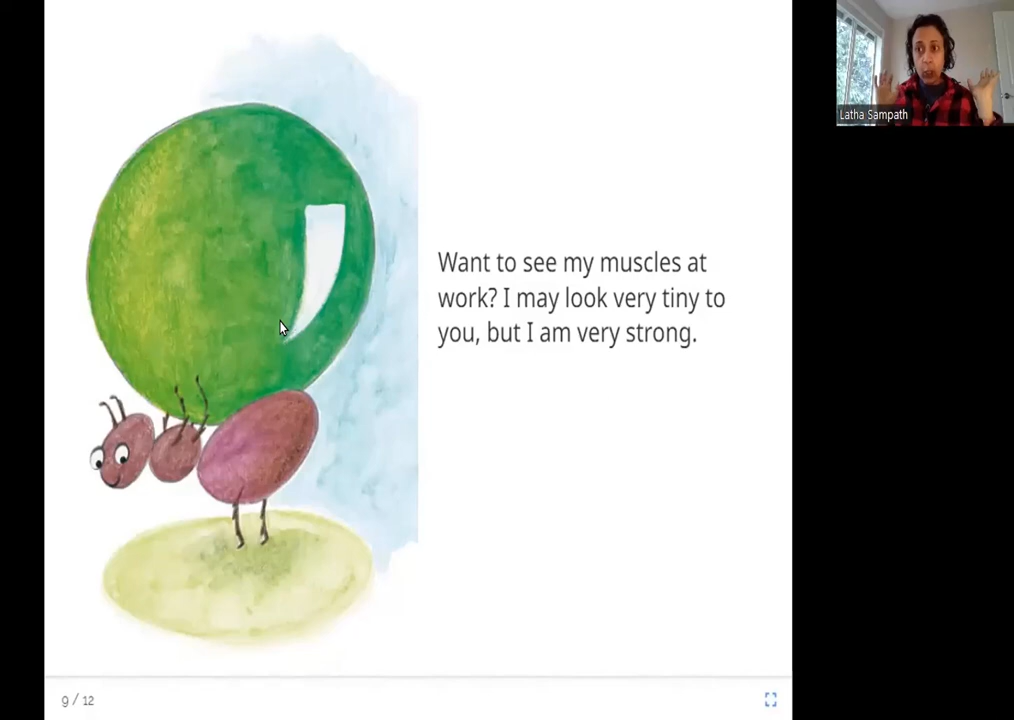 Latha Sampath
Want to see my muscles at
work? I may look very tiny to
you, but I am very strong.
9 / 12